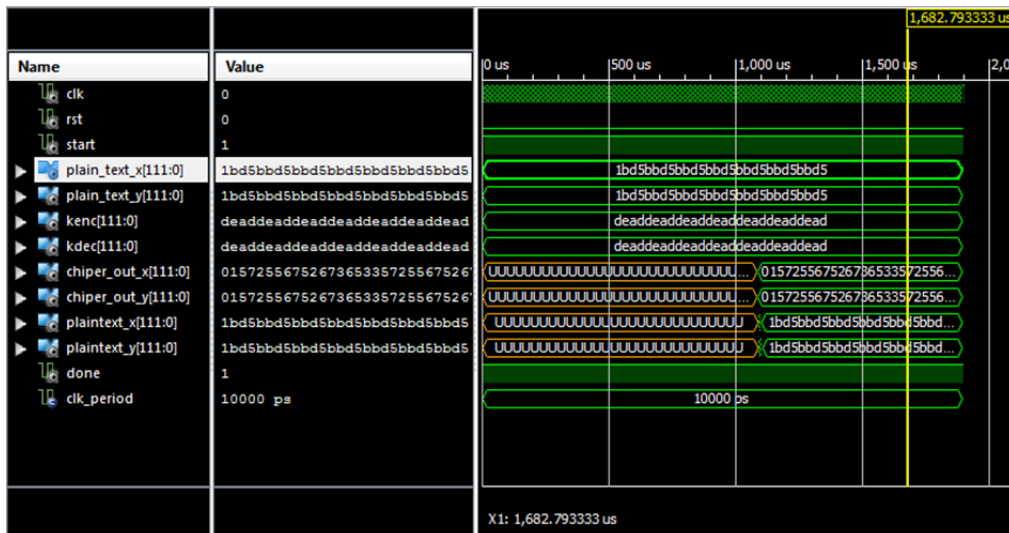 1,682.793333 us
Name Value 0 us 500 us 1,000 us 1,500 us 2,0
clk 0
rst 0
start 1
plain_text_x[111:0] 1bd5bbd5bbd5bbd5bbd5bbd5bbd5 1bd5bbd5bbd5bbd5bbd5bbd5bbd5
plain_text_y[111:0] 1bd5bbd5bbd5bbd5bbd5bbd5bbd5 1bd5bbd5bbd5bbd5bbd5bbd5bbd5
kenc[111:0] deaddeaddeaddeaddeaddeaddead deaddeaddeaddeaddeaddeaddead
kdec[111:0] deaddeaddeaddeaddeaddeaddead deaddeaddeaddeaddeaddeaddead
chiper_out_x[111:0] 0157255675267365335725567526 UUUUUUUUUUUUUUUUUUUUUUUUUUU... 015725567526736533572556...
chiper_out_y[111:0] 0157255675267365335725567526 UUUUUUUUUUUUUUUUUUUUUUUUUUU... 015725567526736533572556...
plaintext_x[111:0] 1bd5bbd5bbd5bbd5bbd5bbd5bbd5 UUUUUUUUUUUUUUUUUUUUUUUUUUUU 1bd5bbd5bbd5bbd5bbd5bbd...
plaintext_y[111:0] 1bd5bbd5bbd5bbd5bbd5bbd5bbd5 UUUUUUUUUUUUUUUUUUUUUUUUUUUU 1bd5bbd5bbd5bbd5bbd5bbd...
done 1
clk_period 10000 ps 10000 ps
X1: 1,682.793333 us